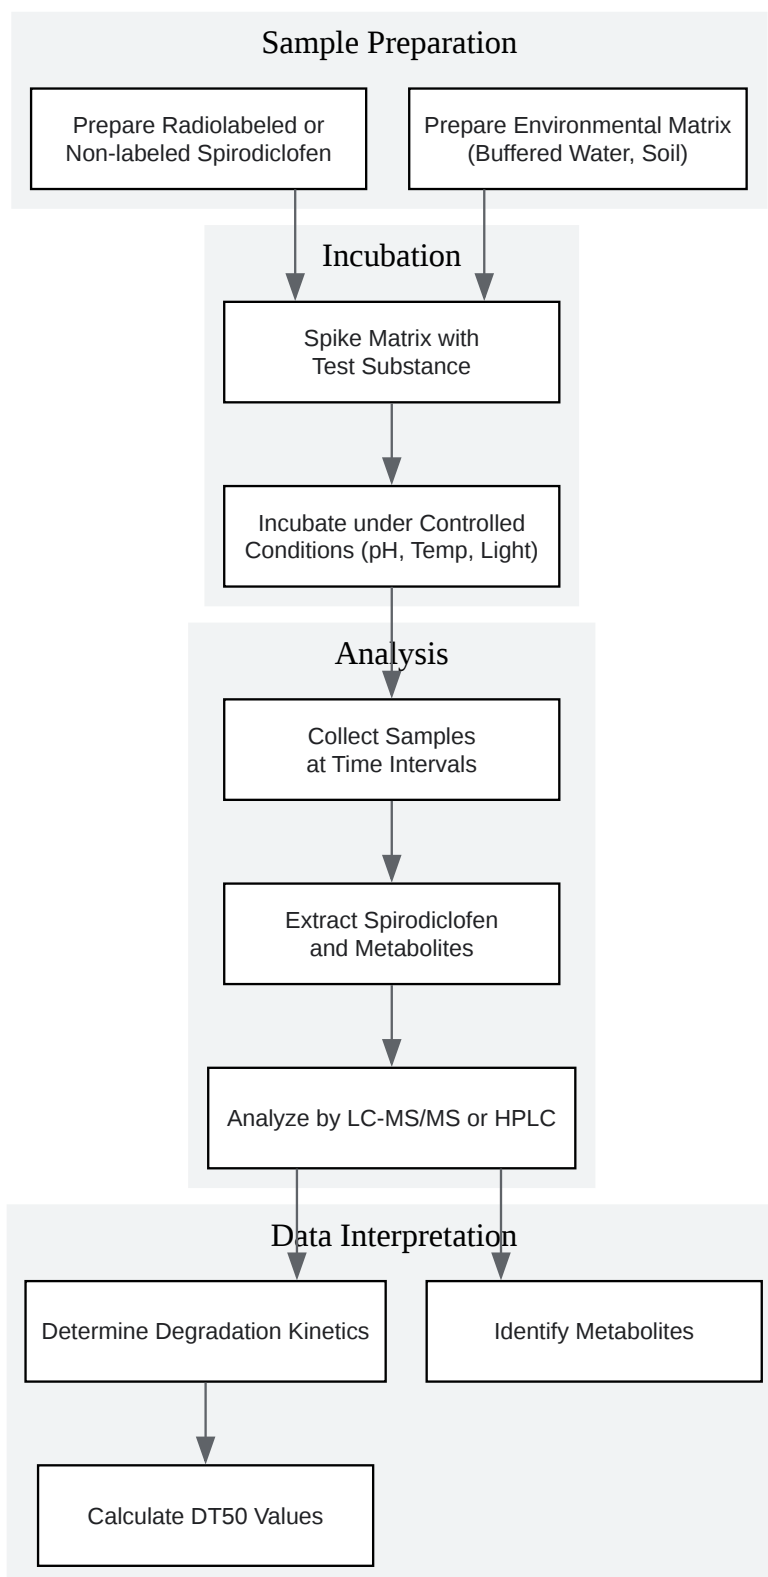 Sample Preparation
Prepare Radiolabeled or
Non-labeled Spirodiclofen
Prepare Environmental Matrix
(Buffered Water, Soil)
Incubation
Spike Matrix with
Test Substance
Incubate under Controlled
Conditions (pH, Temp, Light)
Analysis
Collect Samples
at Time Intervals
Extract Spirodiclofen
and Metabolites
Analyze by LC-MS/MS or HPLC
Data Interpretation
Determine Degradation Kinetics
Identify Metabolites
Calculate DT50 Values